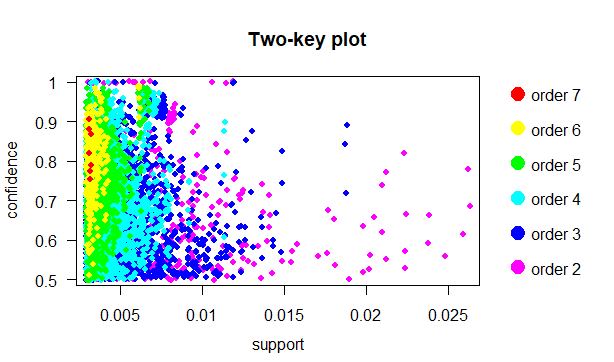 Two-key plot
confidence
1
0.9
0.8
0.7
0.6
0.5
0.005 0.01 0.015 0.02 0.025
support
order 7
order 6
order 5
order 4
order 3
order 2